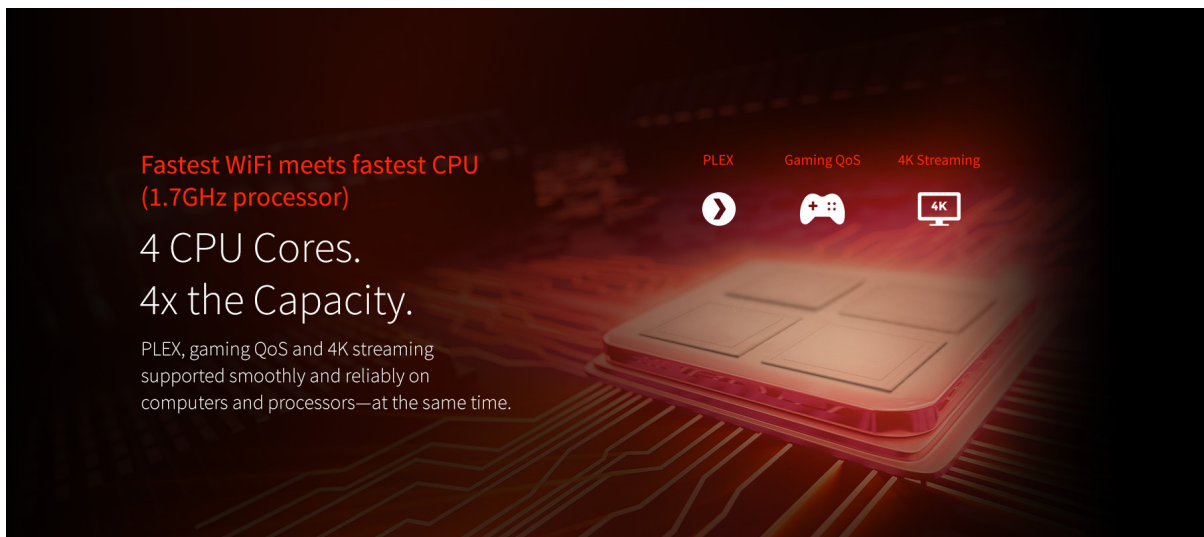 Fastest WiFi meets fastest CPU
(1.7GHz processor)
4 CPU Cores.
4x the Capacity.
PLEX, gaming QoS and 4K streaming
supported smoothly and reliably on
computers and processors—at the same time.
PLEX Gaming QoS 4K Streaming
4K